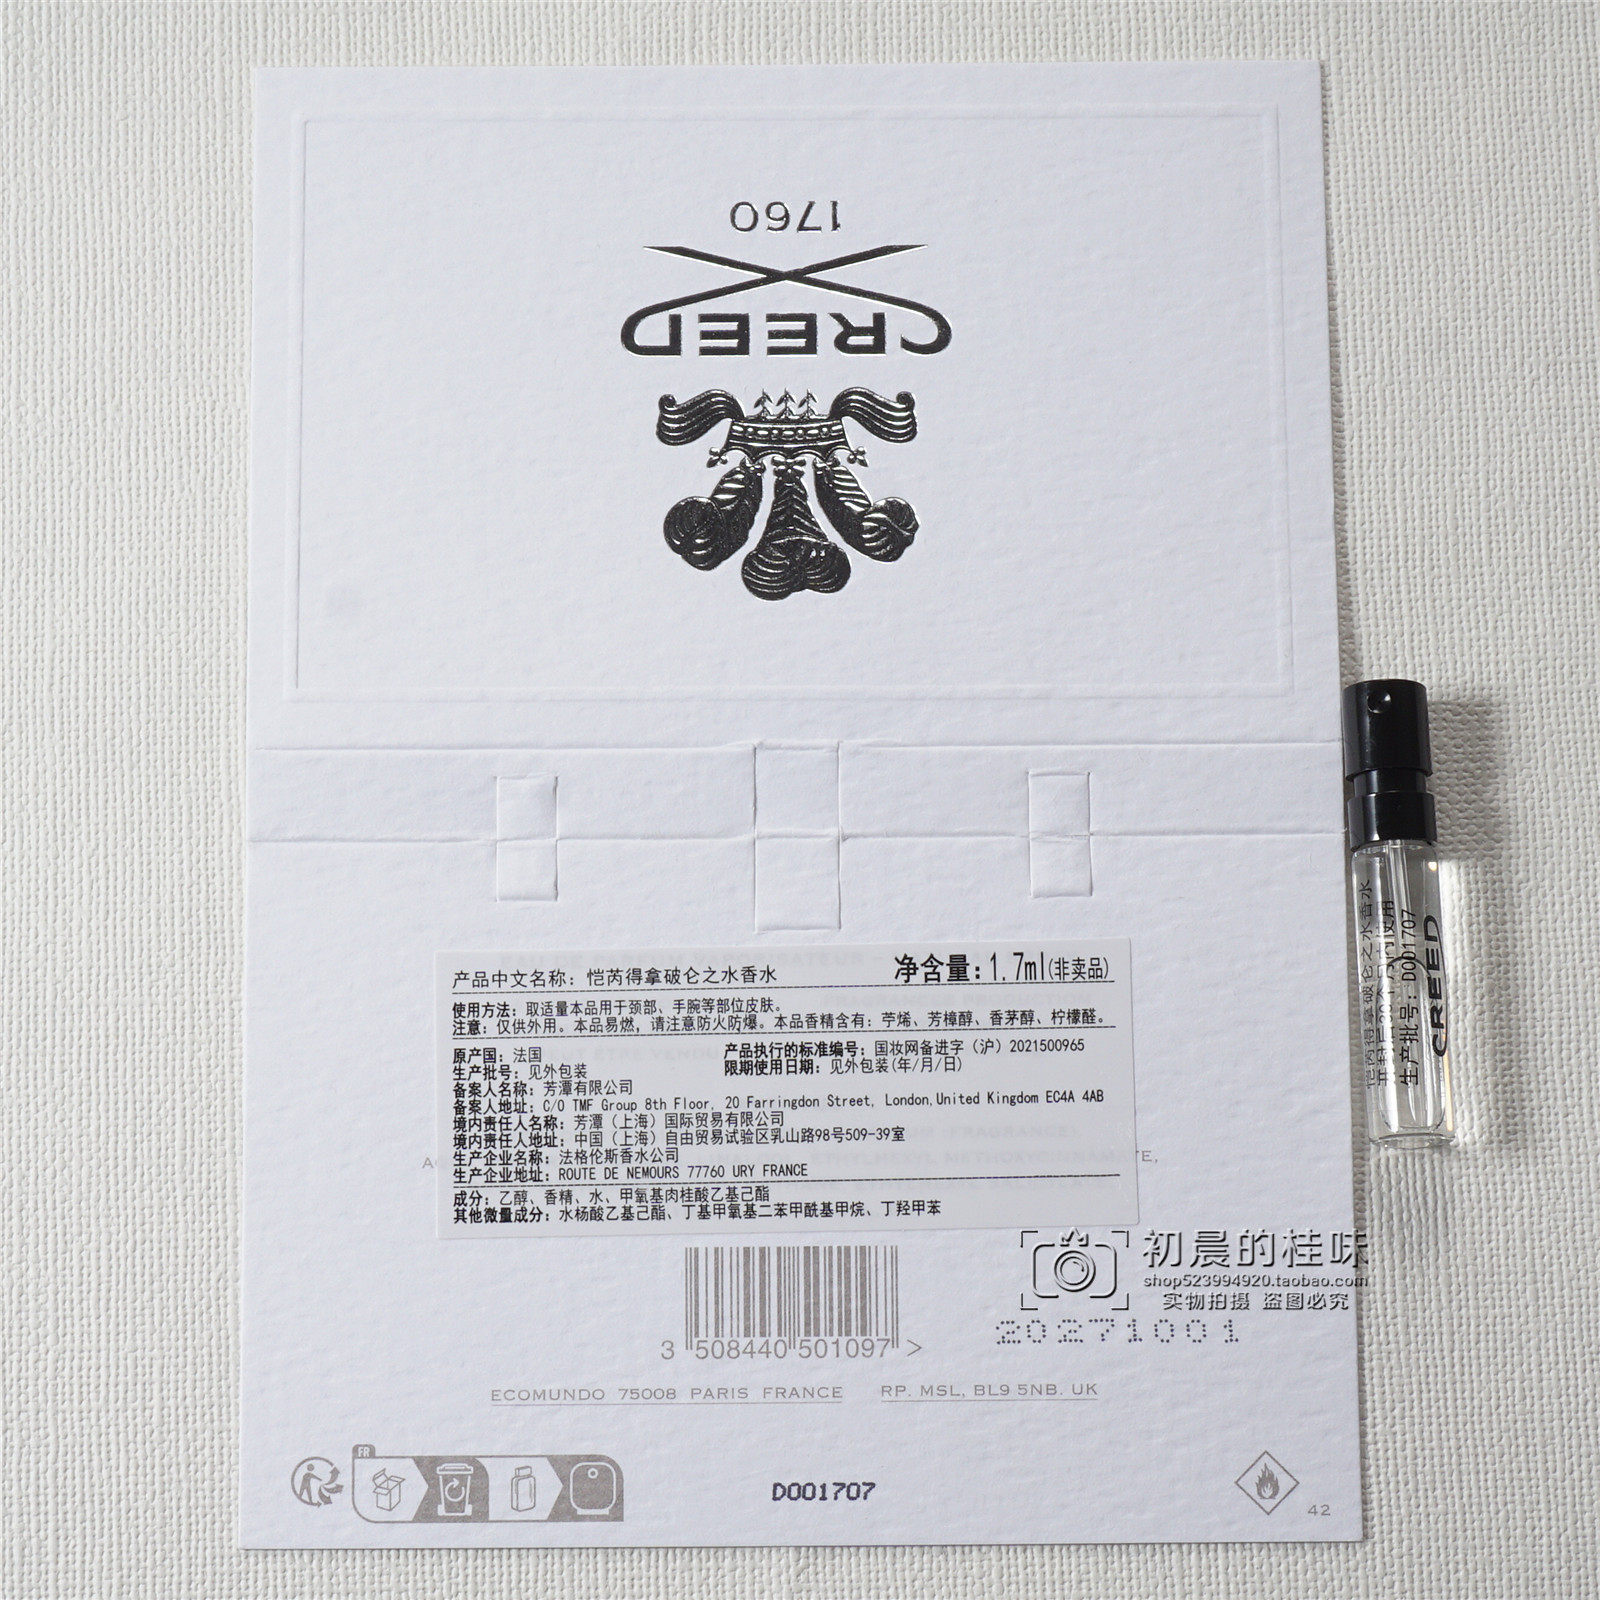 1760
CREED
产品中文名称：恺芮得拿破仑之水香水
净含量：1.7ml(非卖品)
使用方法：取适量本品用于颈部、手腕等部位皮肤。
注意：仅供外用。本品易燃，请注意防火防爆。本品香精含有：苧烯、芳樟醇、香茅醇、柠檬醛。
原产国：法国
产品执行的标准编号：国妆网备进字（沪）2021500965
生产批号：见外包装
限期使用日期：见外包装(年/月/日)
备案人名称：芳潭有限公司
备案人地址：C/O TMF Group 8th Floor, 20 Farringdon Street, London,United Kingdom EC4A 4AB
境内责任人名称：芳潭（上海）国际贸易有限公司
境内责任人地址：中国（上海）自由贸易试验区乳山路98号509-39室
生产企业名称：法格伦斯香水公司
生产企业地址：ROUTE DE NEMOURS 77760 URY FRANCE
成分：乙醇、香精、水、甲氧基肉桂酸乙基己酯
其他微量成分：水杨酸乙基己酯、丁基甲氧基二苯甲酰基甲烷、丁羟甲苯
3 508440 501097 >
20271001
ECOMUNDO 75008 PARIS FRANCE
RP. MSL, BL9 5NB. UK
FR
D001707
42
恺芮得拿破仑之水香水
生产批号：D001707
CREED
初晨的桂味
shop523994920.taobao.com
实物拍摄 盗图必究